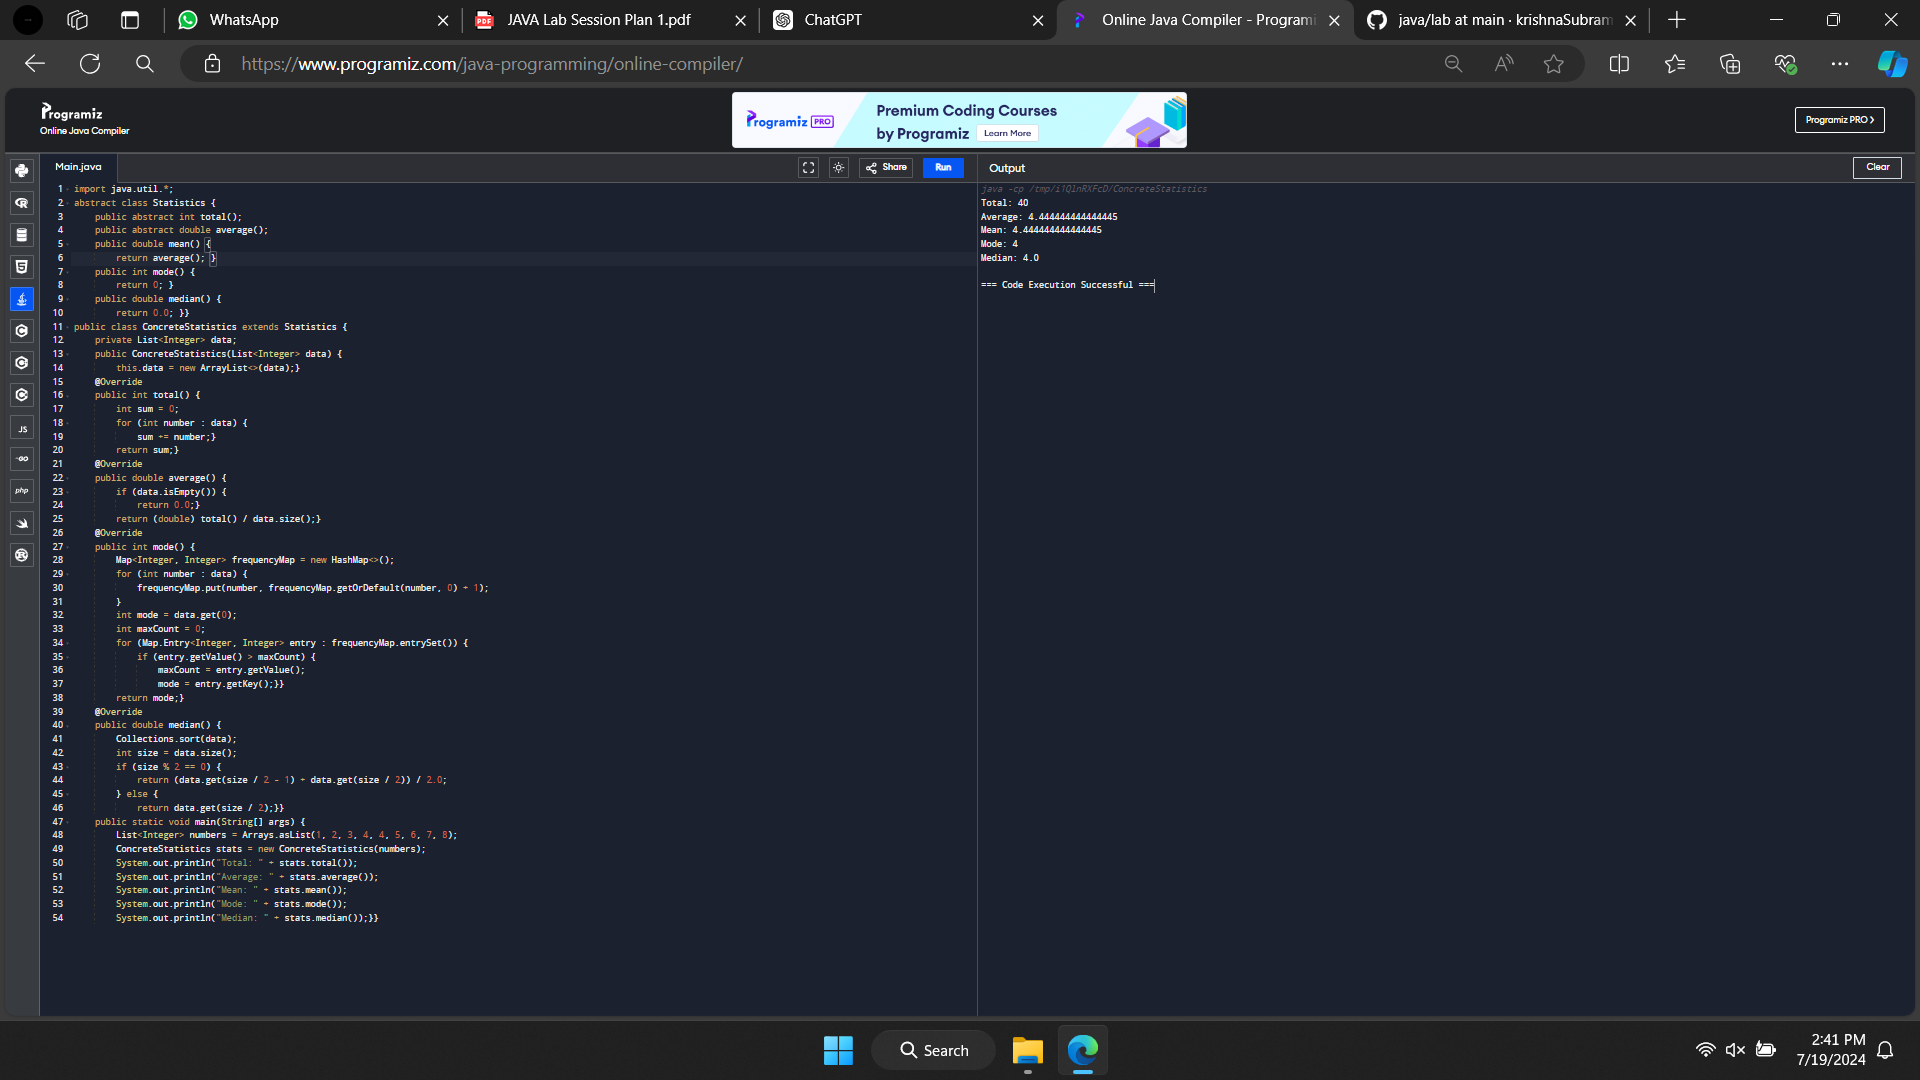 WhatsApp
JAVA Lab Session Plan 1.pdf
ChatGPT
Online Java Compiler - Programi
java/lab at main · krishnaSubram
https://www.programiz.com/java-programming/online-compiler/
Programiz
Online Java Compiler
Programiz PRO
Premium Coding Courses
by Programiz
Learn More
Programiz PRO >
Main.java
Share
Run
Output
Clear
1 import java.util.*;
2 abstract class Statistics {
3 public abstract int total();
4 public abstract double average();
5 public double mean() {
6 return average(); }
7 public int mode() {
8 return 0; }
9 public double median() {
10 return 0.0; }}
11 public class ConcreteStatistics extends Statistics {
12 private List<Integer> data;
13 public ConcreteStatistics(List<Integer> data) {
14 this.data = new ArrayList<>(data);}
15 @Override
16 public int total() {
17 int sum = 0;
18 for (int number : data) {
19 sum += number;}
20 return sum;}
21 @Override
22 public double average() {
23 if (data.isEmpty()) {
24 return 0.0;}
25 return (double) total() / data.size();}
26 @Override
27 public int mode() {
28 Map<Integer, Integer> frequencyMap = new HashMap<>();
29 for (int number : data) {
30 frequencyMap.put(number, frequencyMap.getOrDefault(number, 0) + 1);
31 }
32 int mode = data.get(0);
33 int maxCount = 0;
34 for (Map.Entry<Integer, Integer> entry : frequencyMap.entrySet()) {
35 if (entry.getValue() > maxCount) {
36 maxCount = entry.getValue();
37 mode = entry.getKey();}}
38 return mode;}
39 @Override
40 public double median() {
41 Collections.sort(data);
42 int size = data.size();
43 if (size % 2 == 0) {
44 return (data.get(size / 2 - 1) + data.get(size / 2)) / 2.0;
45 } else {
46 return data.get(size / 2);}}
47 public static void main(String[] args) {
48 List<Integer> numbers = Arrays.asList(1, 2, 3, 4, 4, 5, 6, 7, 8);
49 ConcreteStatistics stats = new ConcreteStatistics(numbers);
50 System.out.println("Total: " + stats.total());
51 System.out.println("Average: " + stats.average());
52 System.out.println("Mean: " + stats.mean());
53 System.out.println("Mode: " + stats.mode());
54 System.out.println("Median: " + stats.median());}}
java -cp /tmp/i1QlnRXFcD/ConcreteStatistics
Total: 40
Average: 4.444444444444445
Mean: 4.444444444444445
Mode: 4
Median: 4.0
=== Code Execution Successful ===
JS
GO
php
Search
2:41 PM
7/19/2024